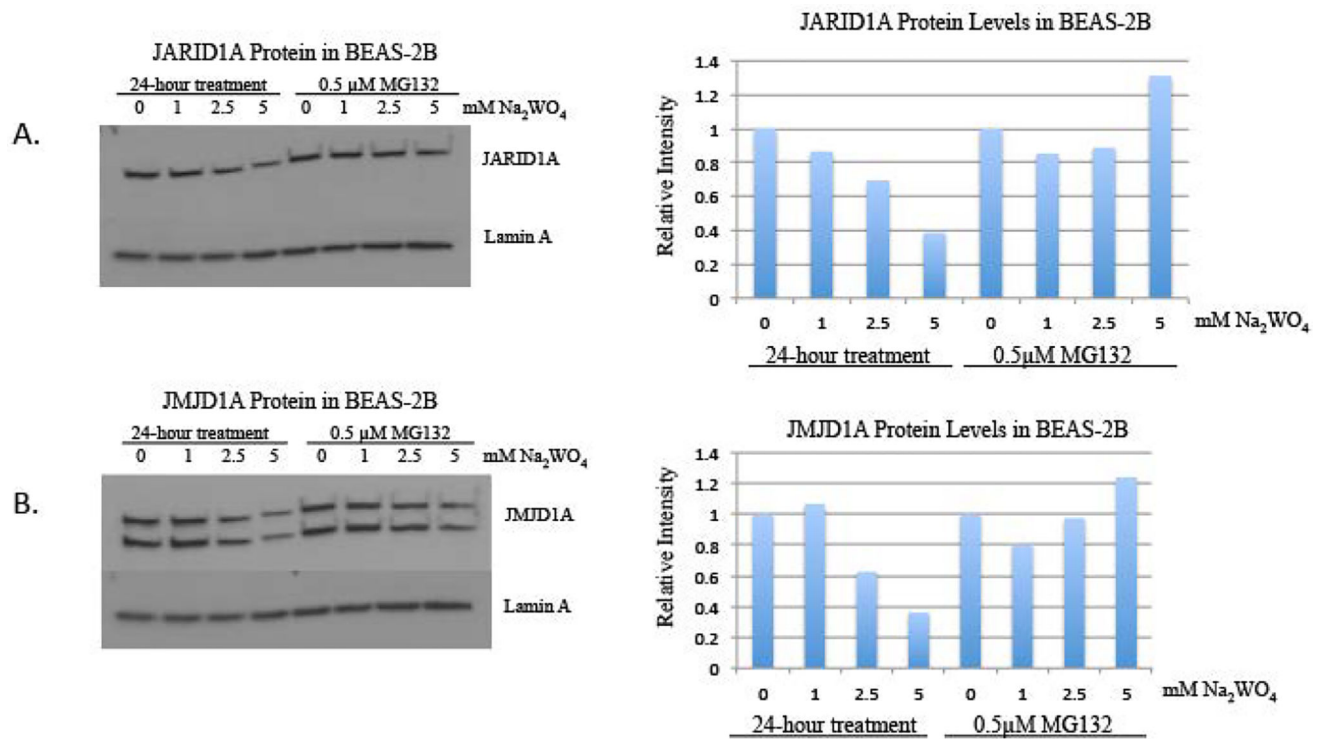 A.
JARID1A Protein in BEAS-2B
24-hour treatment 0.5 μM MG132
0 1 2.5 5 0 1 2.5 5 mM Na₂WO₄
JARID1A
Lamin A
JARID1A Protein Levels in BEAS-2B
Relative Intensity
1.4
1.2
1
0.8
0.6
0.4
0.2
0
0 1 2.5 5 0 1 2.5 5 mM Na₂WO₄
24-hour treatment 0.5μM MG132
B.
JMJD1A Protein in BEAS-2B
24-hour treatment 0.5 μM MG132
0 1 2.5 5 0 1 2.5 5 mM Na₂WO₄
JMJD1A
Lamin A
JMJD1A Protein Levels in BEAS-2B
Relative Intensity
1.4
1.2
1
0.8
0.6
0.4
0.2
0
0 1 2.5 5 0 1 2.5 5 mM Na₂WO₄
24-hour treatment 0.5μM MG132